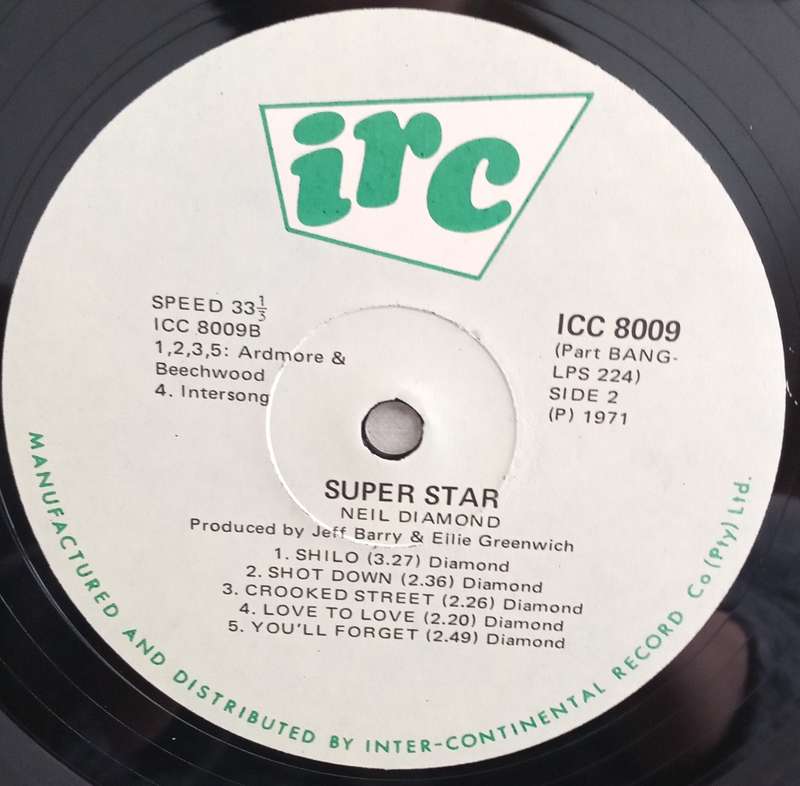 irc
SPEED 33⅓
ICC 8009B
1,2,3,5: Ardmore &
Beechwood
4. Intersong
ICC 8009
(Part BANG-
LPS 224)
SIDE 2
(P) 1971
SUPER STAR
NEIL DIAMOND
Produced by Jeff Barry & Ellie Greenwich
1. SHILO (3.27) Diamond
2. SHOT DOWN (2.36) Diamond
3. CROOKED STREET (2.26) Diamond
4. LOVE TO LOVE (2.20) Diamond
5. YOU'LL FORGET (2.49) Diamond
MANUFACTURED AND DISTRIBUTED BY INTER-CONTINENTAL RECORD Co (Pty) Ltd.